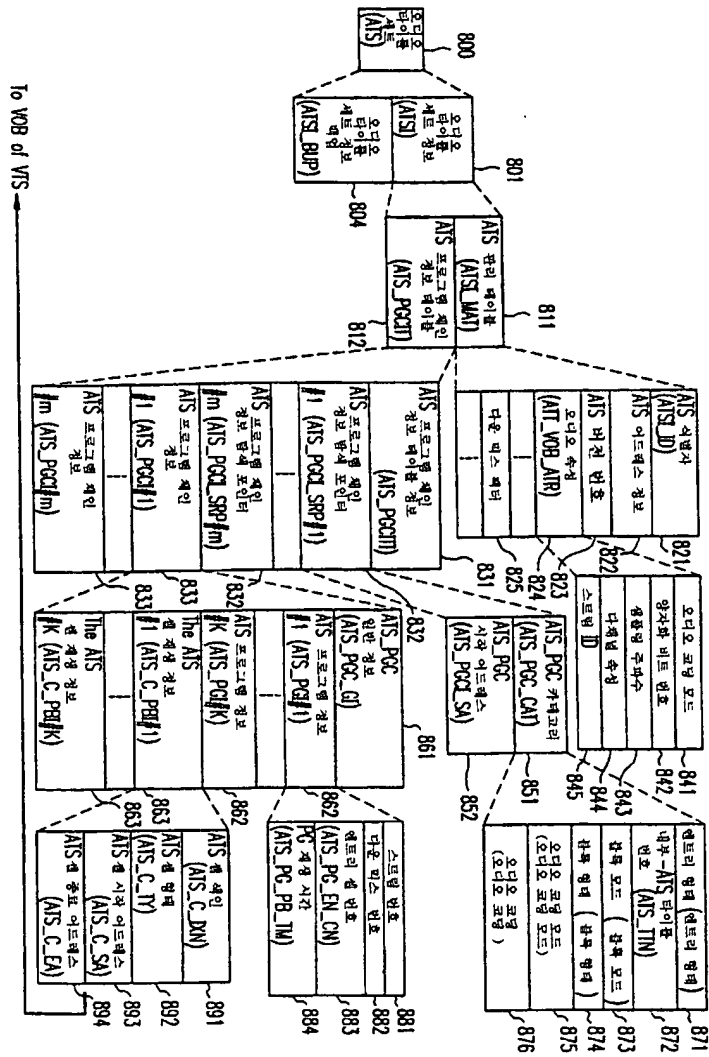 800
오디오
타이틀
세트
(ATS)
801
오디오
타이틀
세트 정보
(ATSI)
오디오
타이틀
세트 정보
(ATSI_BUP)
804
811
ATS 관리 테이블
(ATSI_MAT)
ATS 프로그램 체인
정보 테이블
(ATS_PGCIT)
812
ATS 식별자
(ATSI_ID)
821
ATS 어드레스 정보
822
ATS 버전 번호
823
오디오 속성
(ATS_VOB_ATR)
824
다운 믹스
825
831
ATS 프로그램 체인
정보 테이블 정보
(ATS_PGCITI)
832
ATS 프로그램 체인
정보 탐색 포인터
#1 (ATS_PGCI_SRP#1)
ATS 프로그램 체인
정보 탐색 포인터
#m (ATS_PGCI_SRP#m)
832
ATS 프로그램 체인
정보
#1 (ATS_PGCI#1)
833
ATS 프로그램 체인
정보
#m (ATS_PGCI#m)
833
오디오 코딩 모드
841
양자화 비트 번호
842
샘플링 주파수
843
다채널 속성
844
스트림 ID
845
ATS_PGC 카테고리
(ATS_PGC_CAT)
851
ATS_PGC
시작 어드레스
(ATS_PGCI_SA)
852
861
ATS_PGC
일반 정보
(ATS_PGC_GI)
ATS 프로그램 정보
#1 (ATS_PGI#1)
862
ATS 프로그램 정보
#K (ATS_PGI#K)
862
The ATS
셀 재생 정보
#1 (ATS_C_PBI#1)
863
The ATS
셀 재생 정보
#K (ATS_C_PBI#K)
863
엔트리 형태 (엔트리 형태)
871
내부-ATS 타이틀
번호
(ATS_TTN)
872
감묵 모드 (감묵 모드)
873
감묵 형태 (감묵 형태)
874
오디오 코딩 모드
(오디오 코딩 모드)
875
오디오 코딩
(오디오 코딩)
876
스트림 번호
881
다운 믹스 번호
882
엔트리 셀 번호
(ATS_PG_EN_CN)
883
PG 재생 시간
(ATS_PG_PB_TM)
884
ATS 셀 색인
(ATS_C_IXN)
891
ATS 셀 형태
(ATS_C_TY)
892
ATS 셀 시작 어드레스
(ATS_C_SA)
893
ATS 셀 종료 어드레스
(ATS_C_EA)
894
To VOB of VTS